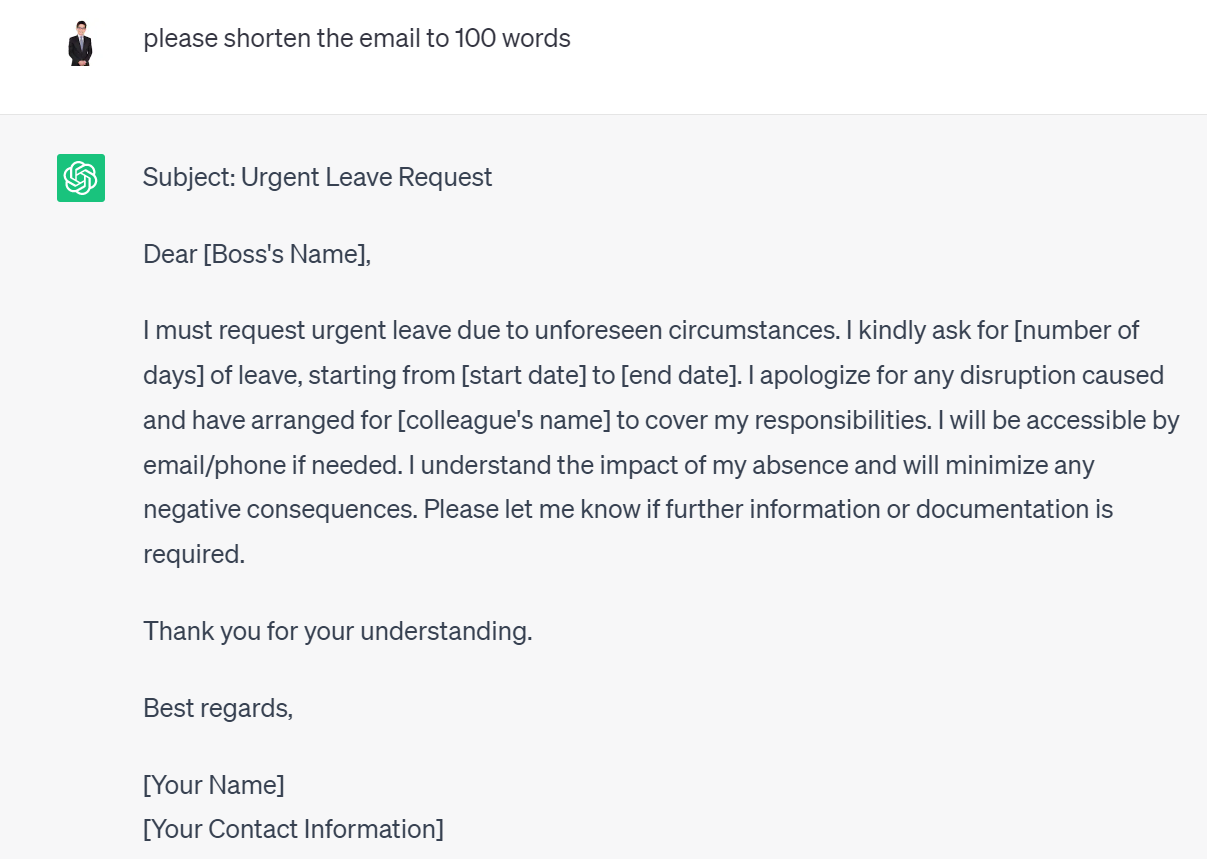 please shorten the email to 100 words
Subject: Urgent Leave Request
Dear [Boss's Name],
I must request urgent leave due to unforeseen circumstances. I kindly ask for [number of
days] of leave, starting from [start date] to [end date]. I apologize for any disruption caused
and have arranged for [colleague's name] to cover my responsibilities. I will be accessible by
email/phone if needed. I understand the impact of my absence and will minimize any
negative consequences. Please let me know if further information or documentation is
required.
Thank you for your understanding.
Best regards,
[Your Name]
[Your Contact Information]